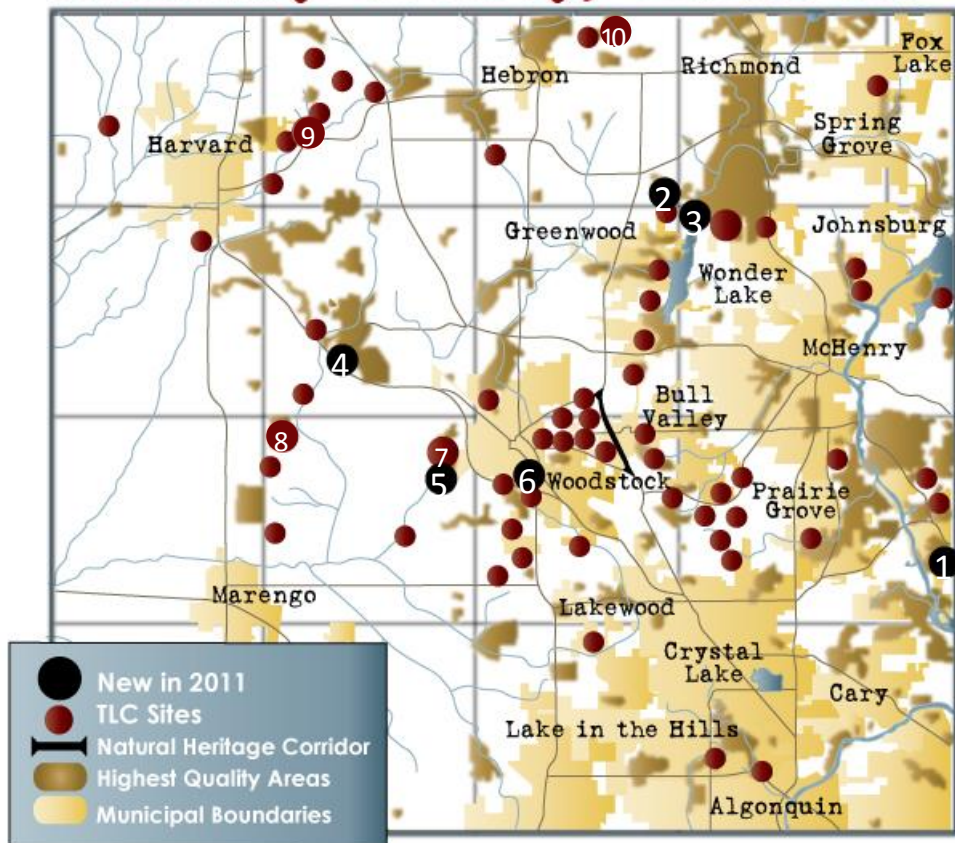 10
Fox
Lake
Hebron
Richmond
Spring
Grove
9
Harvard
2
3
Greenwood
Johnsburg
Wonder
Lake
4
McHenry
Bull
Valley
8
7
5
6
Woodstock
Prairie
Grove
1
Marengo
Lakewood
Crystal
Lake
Cary
Lake in the Hills
Algonquin
New in 2011
TLC Sites
Natural Heritage Corridor
Highest Quality Areas
Municipal Boundaries